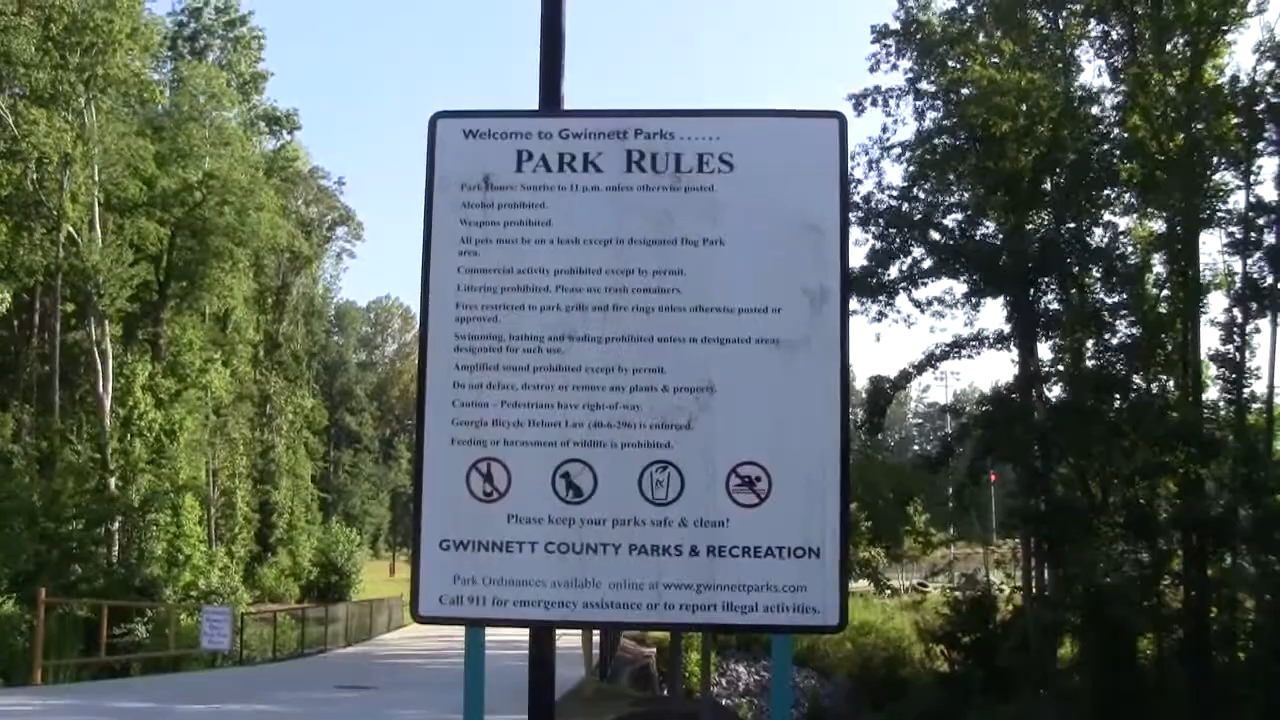 Welcome to Gwinnett Parks ......
PARK RULES
Park Hours: Sunrise to 11 p.m. unless otherwise posted.
Alcohol prohibited.
Weapons prohibited.
All pets must be on a leash except in designated Dog Park
area.
Commercial activity prohibited except by permit.
Littering prohibited. Please use trash containers.
Fires restricted to park grills and fire rings unless otherwise posted or
approved.
Swimming, bathing and wading prohibited unless in designated areas
designated for such use.
Amplified sound prohibited except by permit.
Do not deface, destroy or remove any plants & property.
Caution - Pedestrians have right-of-way.
Georgia Bicycle Helmet Law (40-6-296) is enforced.
Feeding or harassment of wildlife is prohibited.
Please keep your parks safe & clean!
GWINNETT COUNTY PARKS & RECREATION
Park Ordinances available online at www.gwinnettparks.com
Call 911 for emergency assistance or to report illegal activities.